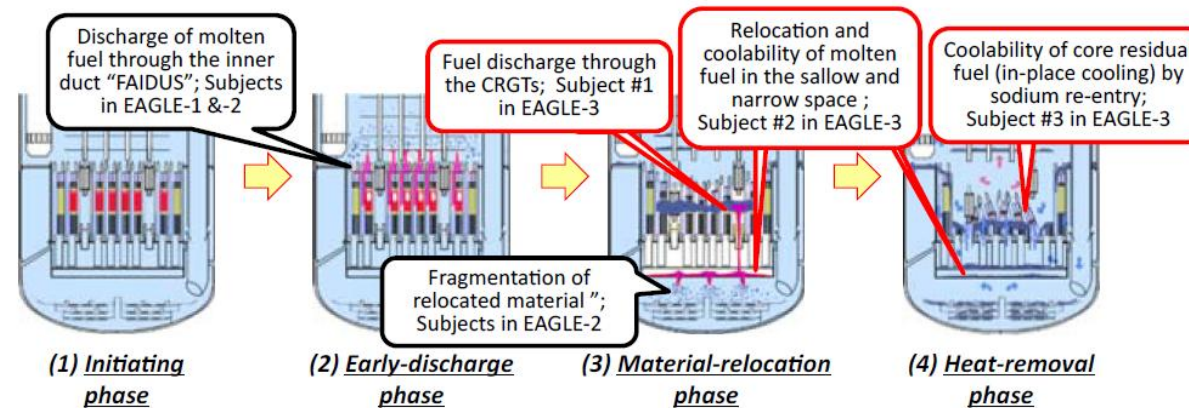 Discharge of molten
fuel through the inner
duct “FAIDUS”; Subjects
in EAGLE-1 &-2
Fuel discharge through
the CRGTs;  Subject #1
in EAGLE-3
Relocation and
coolability of molten
fuel in the sallow and
narrow space ;
Subject #2 in EAGLE-3
Coolability of core residual
fuel (in-place cooling) by
sodium re-entry;
Subject #3 in EAGLE-3
Fragmentation of
relocated material ”;
Subjects in EAGLE-2
(1) Initiating
phase
(2) Early-discharge
phase
(3) Material-relocation
phase
(4) Heat-removal
phase